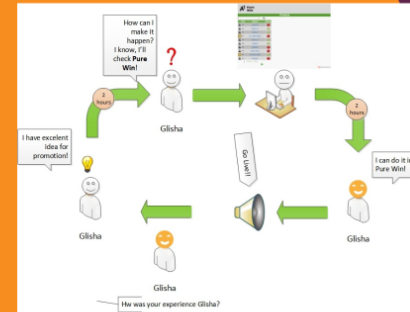 How can I
make it
happen?
I know, I'll
check Pure
Win!
?
2
hours
Glisha
2
hours
I have excelent
Idea for
promotion!
Go Live!!
I can do it in
Pure Win!
Glisha
Glisha
Glisha
Hw was your experience Glisha?